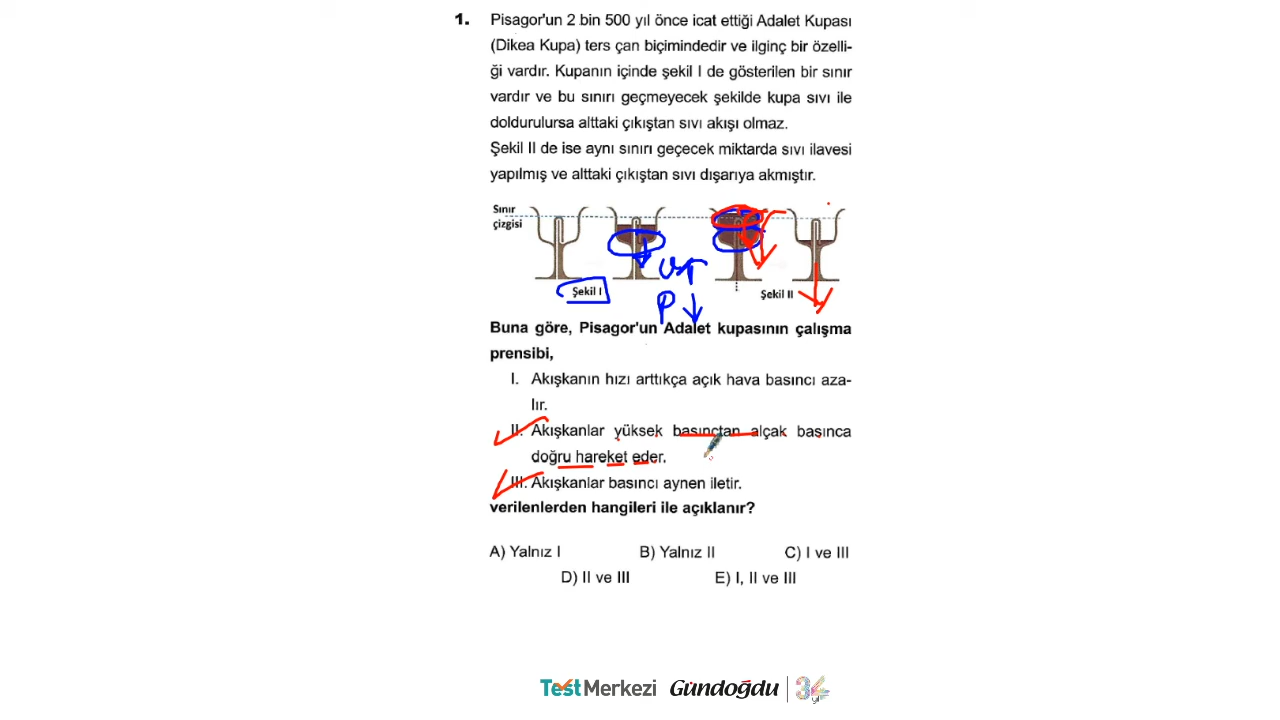 1. Pisagor'un 2 bin 500 yıl önce icat ettiği Adalet Kupası
(Dikea Kupa) ters çan biçimindedir ve ilginç bir özelli-
ği vardır. Kupanın içinde şekil I de gösterilen bir sınır
vardır ve bu sınırı geçmeyecek şekilde kupa sıvı ile
doldurulursa alttaki çıkıştan sıvı akışı olmaz.
Şekil II de ise aynı sınırı geçecek miktarda sıvı ilavesi
yapılmış ve alttaki çıkıştan sıvı dışarıya akmıştır.
Sınır
çizgisi
P
Şekil I
Şekil II
Buna göre, Pisagor'un Adalet kupasının çalışma
prensibi,
I. Akışkanın hızı arttıkça açık hava basıncı aza-
lır.
II. Akışkanlar yüksek basınçtan alçak basınca
doğru hareket eder.
III. Akışkanlar basıncı aynen iletir.
verilenlerden hangileri ile açıklanır?
A) Yalnız I B) Yalnız II C) I ve III
D) II ve III E) I, II ve III
TestMerkezi Gündoğdu 34 yıl